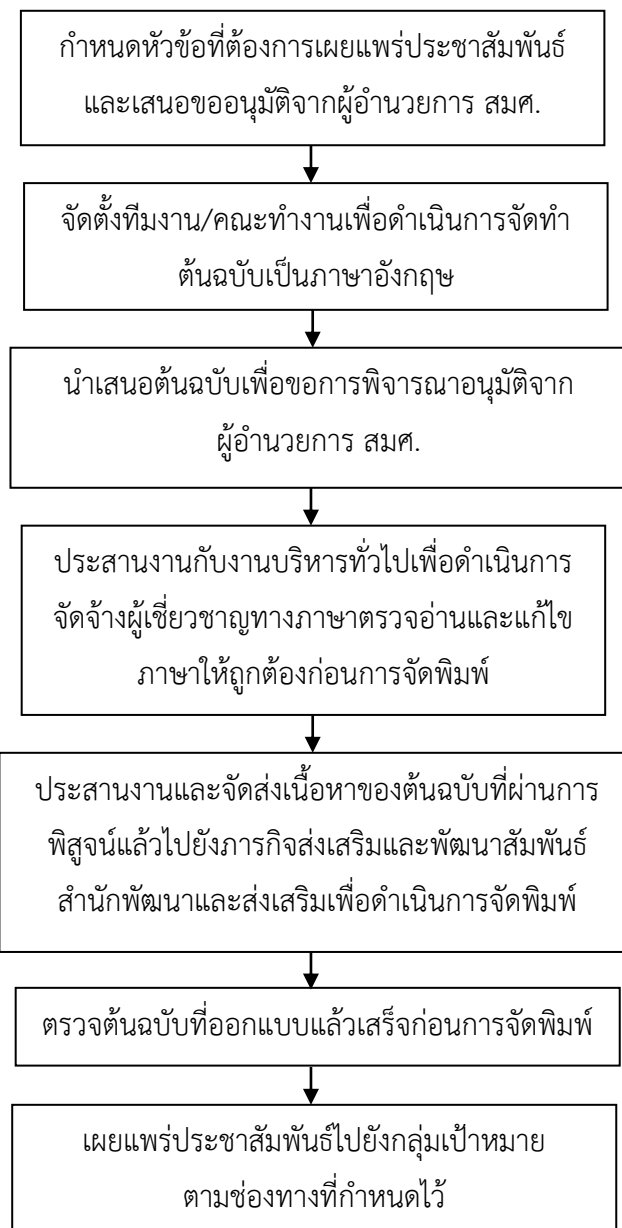 กำหนดหัวข้อที่ต้องการเผยแพร่ประชาสัมพันธ์
และเสนอขออนุมัติจากผู้อำนวยการ สมศ.
จัดตั้งทีมงาน/คณะทำงานเพื่อดำเนินการจัดทำ
ต้นฉบับเป็นภาษาอังกฤษ
นำเสนอต้นฉบับเพื่อขอการพิจารณาอนุมัติจาก
ผู้อำนวยการ สมศ.
ประสานงานกับงานบริหารทั่วไปเพื่อดำเนินการ
จัดจ้างผู้เชี่ยวชาญทางภาษาตรวจอ่านและแก้ไข
ภาษาให้ถูกต้องก่อนการจัดพิมพ์
ประสานงานและจัดส่งเนื้อหาของต้นฉบับที่ผ่านการ
พิสูจน์แล้วไปยังภารกิจส่งเสริมและพัฒนาสัมพันธ์
สำนักพัฒนาและส่งเสริมเพื่อดำเนินการจัดพิมพ์
ตรวจต้นฉบับที่ออกแบบแล้วเสร็จก่อนการจัดพิมพ์
เผยแพร่ประชาสัมพันธ์ไปยังกลุ่มเป้าหมาย
ตามช่องทางที่กำหนดไว้